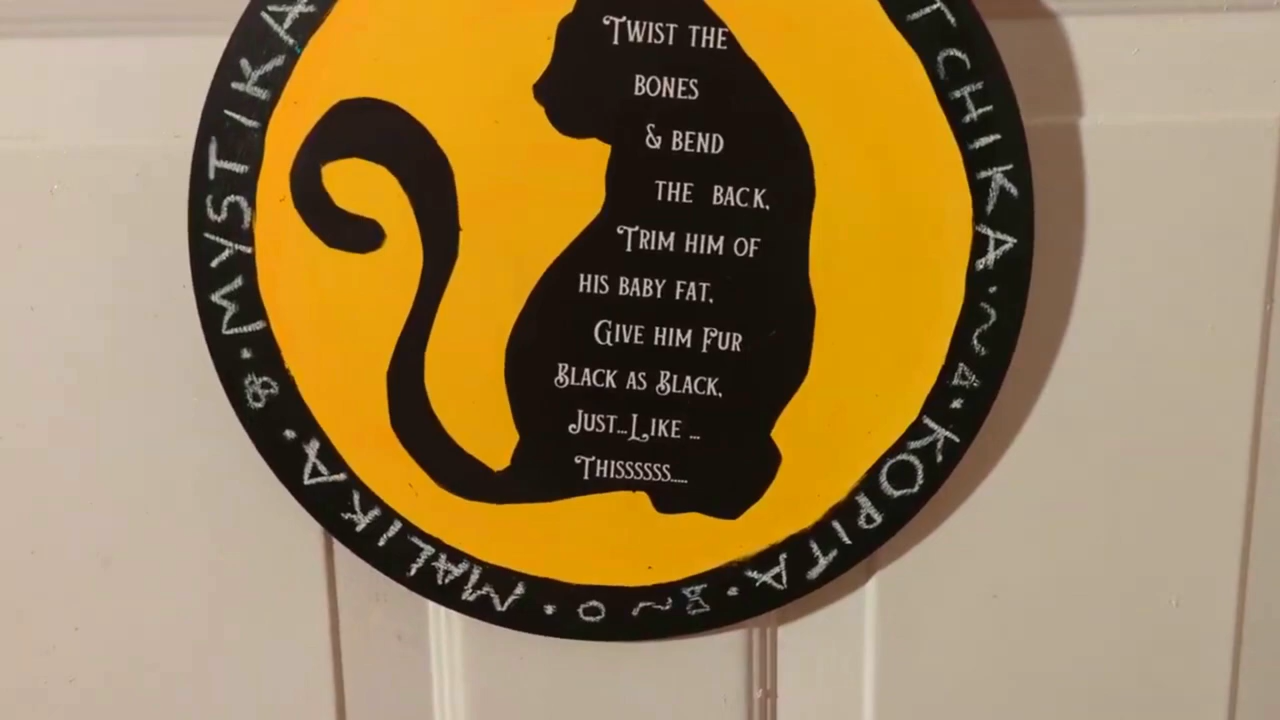 Twist the
bones
& bend
the back,
Trim him of
his baby fat,
Give him Fur
Black as Black,
Just...Like ...
Thissssss.....
TCHIKA · ~ Δ · KOPITA · ⧖ ~ O · MALIKA · 8 · MYSTIKA